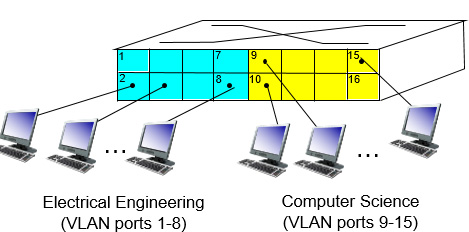 1 7 9 15
2 8 10 16
... ...
Electrical Engineering
(VLAN ports 1-8)
Computer Science
(VLAN ports 9-15)